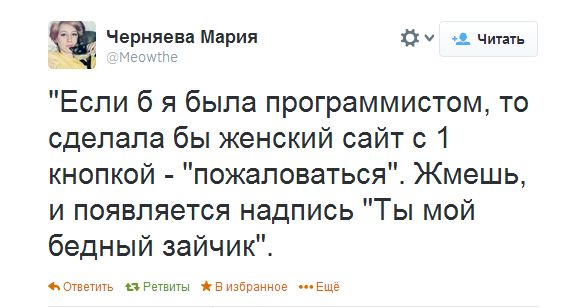 Черняева Мария
@Meowthe
Читать
"Если б я была программистом, то
сделала бы женский сайт с 1
кнопкой - "пожаловаться". Жмешь,
и появляется надпись "Ты мой
бедный зайчик".
Ответить Ретвиты В избранное Ещё